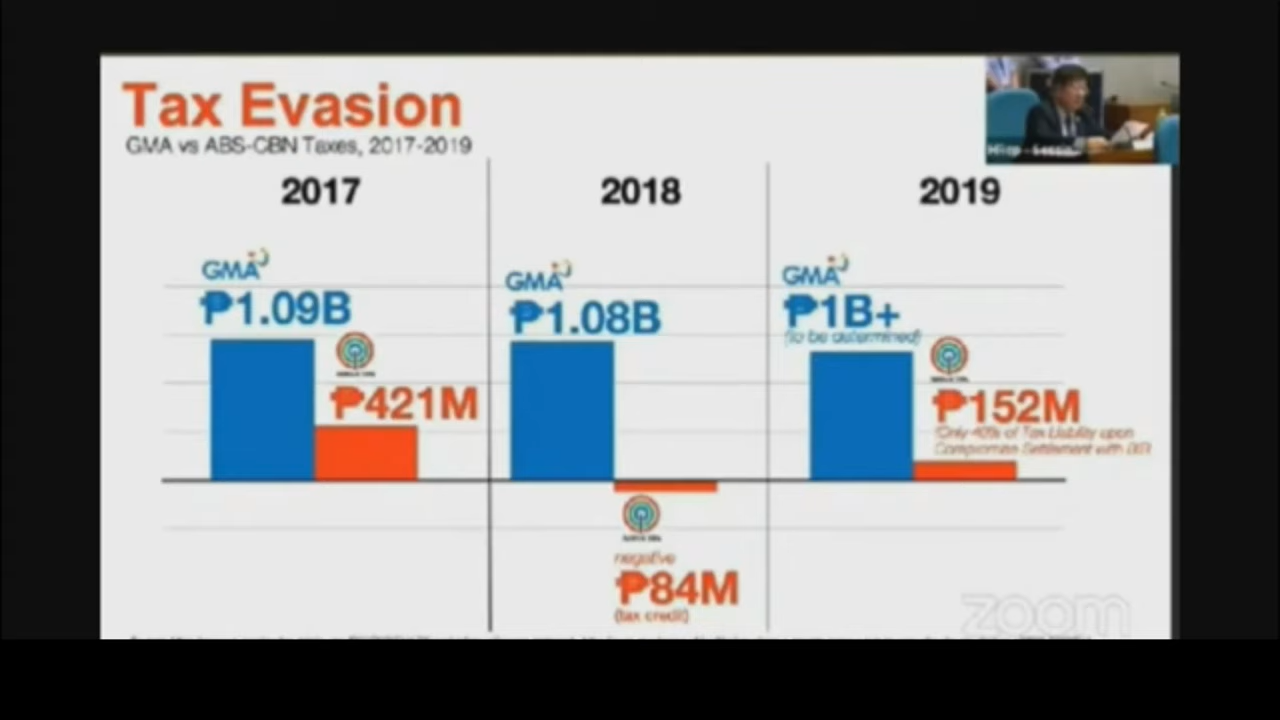 Tax Evasion
GMA vs ABS-CBN Taxes, 2017-2019
2017
2018
2019
GMA
₱1.09B
₱421M
GMA
₱1.08B
negative
₱84M
(tax credit)
GMA
₱1B+
(to be determined)
₱152M
*Only 40% of Tax Liability upon
Compromise Settlement with BIR
zoom